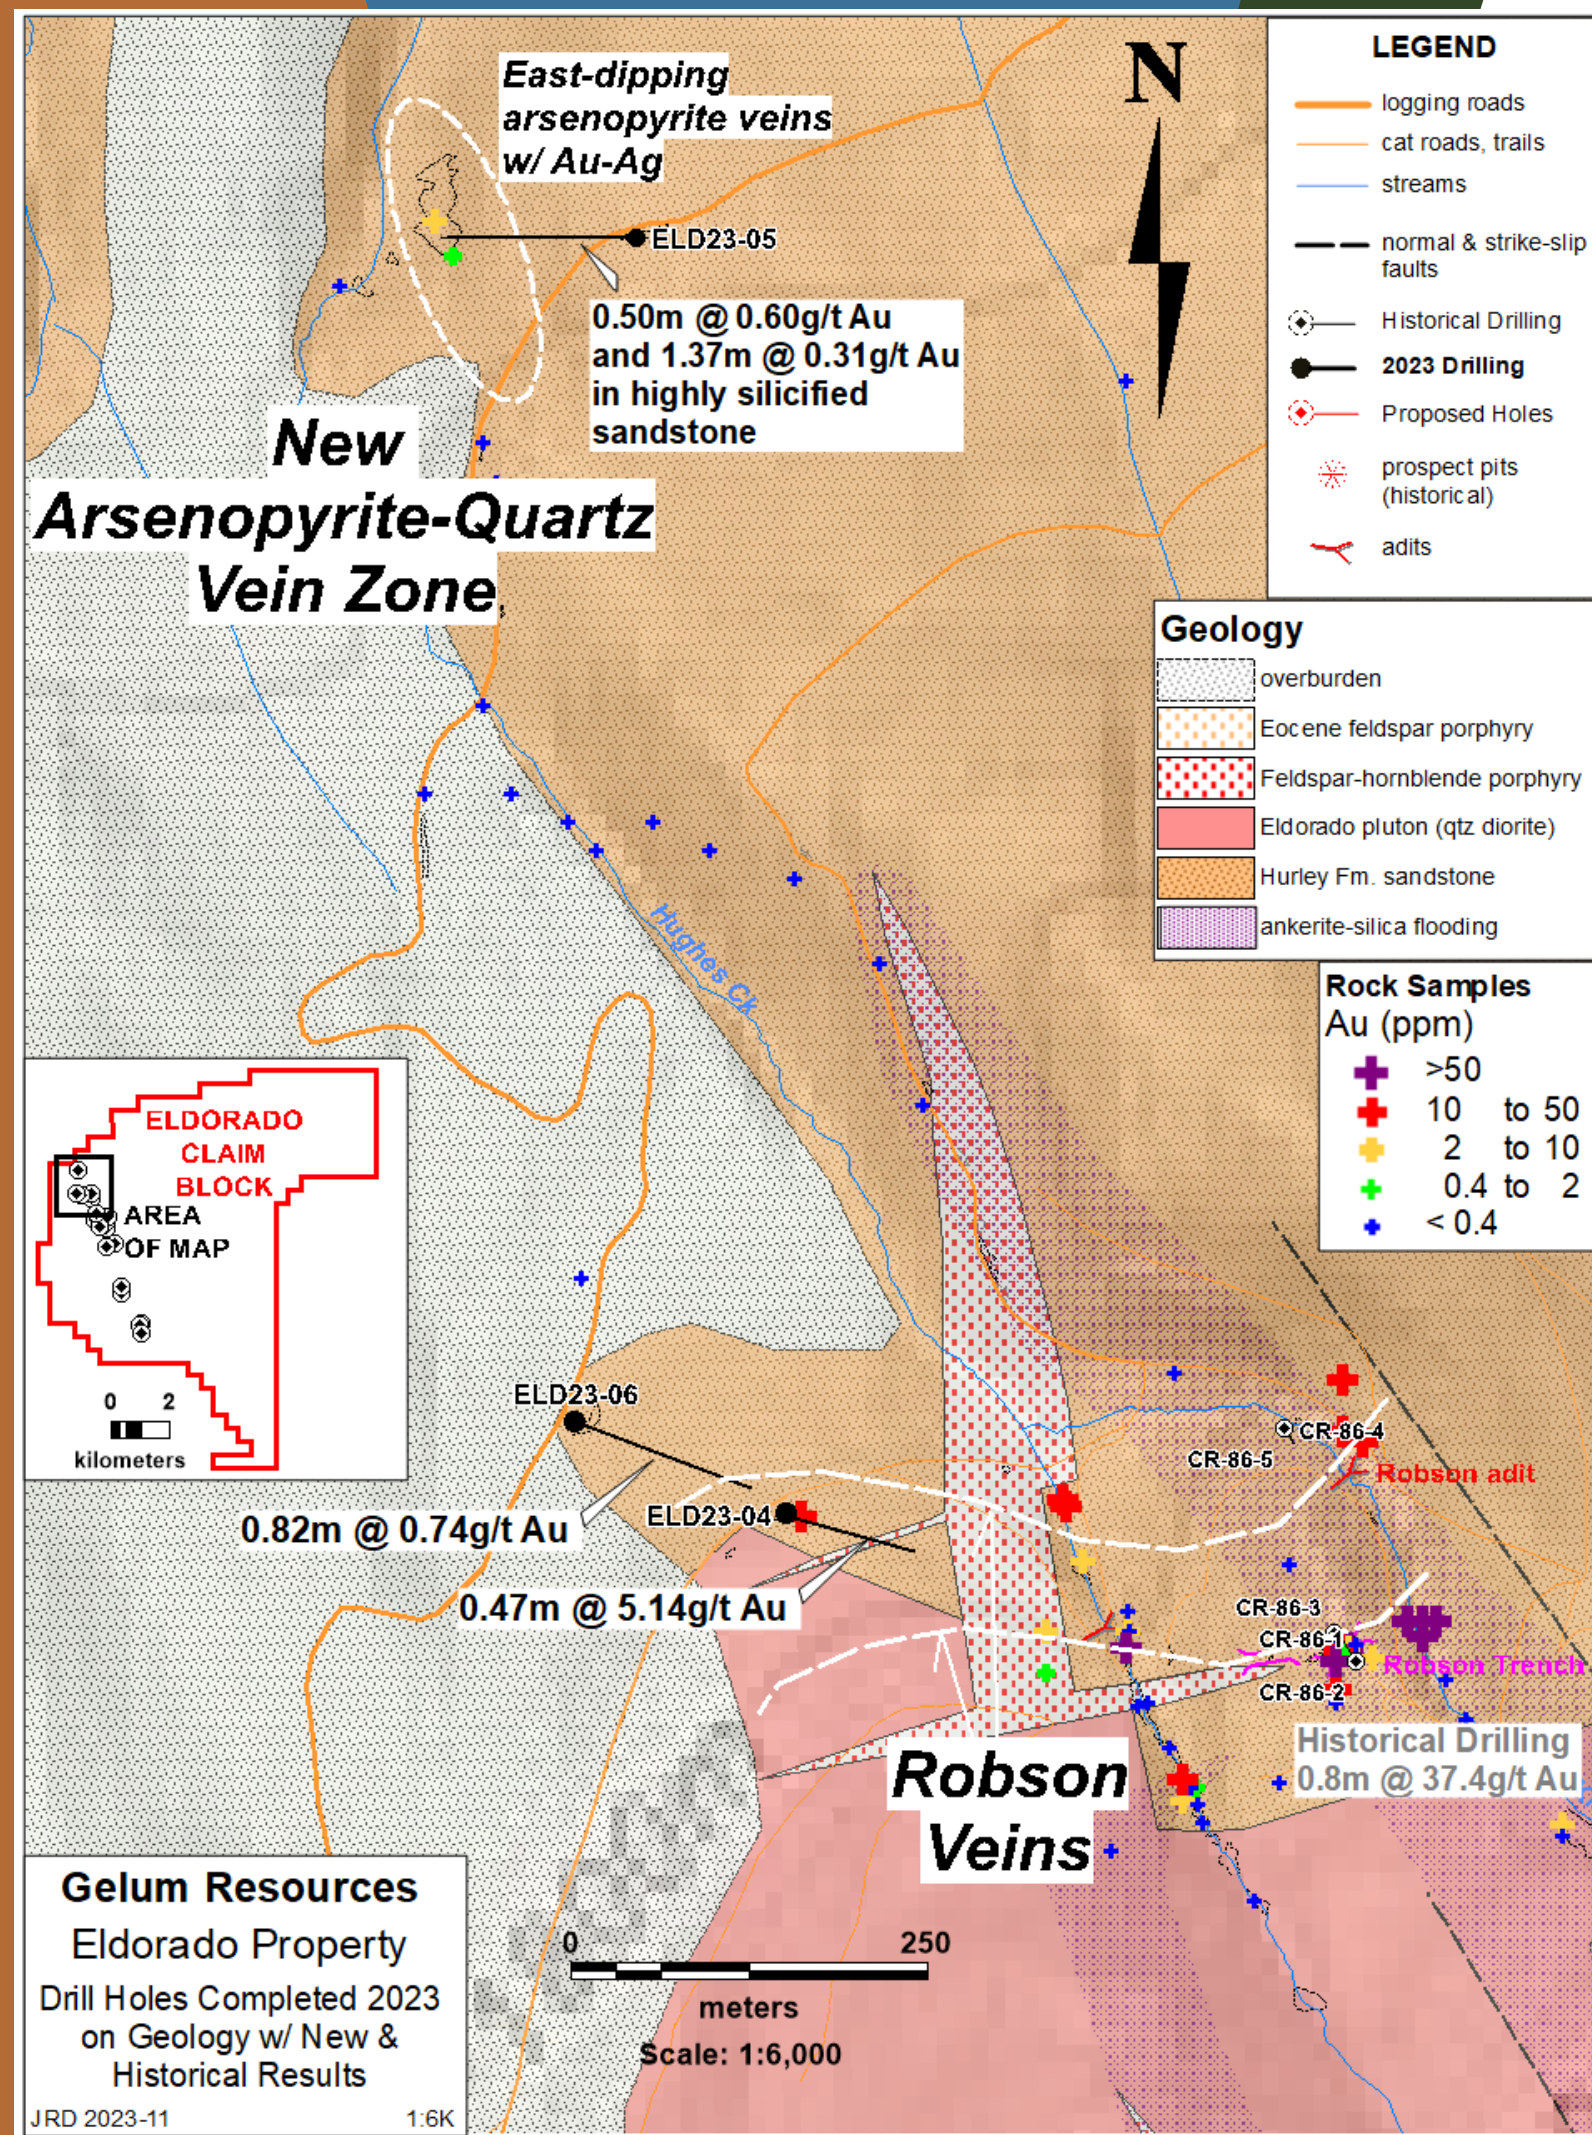 East-dipping
arsenopyrite veins
w/ Au-Ag
N
ELD23-05
0.50m @ 0.60g/t Au
and 1.37m @ 0.31g/t Au
in highly silicified
sandstone
New
Arsenopyrite-Quartz
Vein Zone
LEGEND
logging roads
cat roads, trails
streams
normal & strike-slip
faults
Historical Drilling
2023 Drilling
Proposed Holes
prospect pits
(historical)
adits
Geology
overburden
Eocene feldspar porphyry
Feldspar-hornblende porphyry
Eldorado pluton (qtz diorite)
Hurley Fm. sandstone
ankerite-silica flooding
Rock Samples
Au (ppm)
>50
10 to 50
2 to 10
0.4 to 2
< 0.4
Hughes Ck
ELDORADO
CLAIM
BLOCK
AREA
OF MAP
0 2
kilometers
ELD23-06
0.82m @ 0.74g/t Au
ELD23-04
0.47m @ 5.14g/t Au
CR-86-4
CR-86-5
Robson adit
CR-86-3
CR-86-1
Robson Trench
CR-86-2
Historical Drilling
0.8m @ 37.4g/t Au
Robson
Veins
0 250
meters
Scale: 1:6,000
Gelum Resources
Eldorado Property
Drill Holes Completed 2023
on Geology w/ New &
Historical Results
JRD 2023-11 1:6K